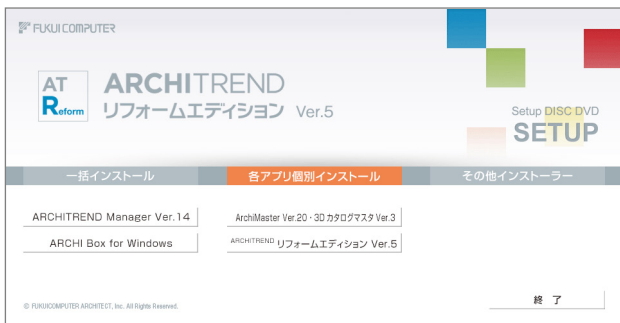 FUKUI COMPUTER
AT
Reform
ARCHITREND
リフォームエディション Ver.5
Setup DISC DVD
SETUP
一括インストール
各アプリ個別インストール
その他インストーラー
ARCHITREND Manager Ver.14
ArchiMaster Ver.20・3D カタログマスタ Ver.3
ARCHI Box for Windows
ARCHITREND リフォームエディション Ver.5
© FUKUICOMPUTER ARCHITECT, Inc. All Rights Reserved.
終 了